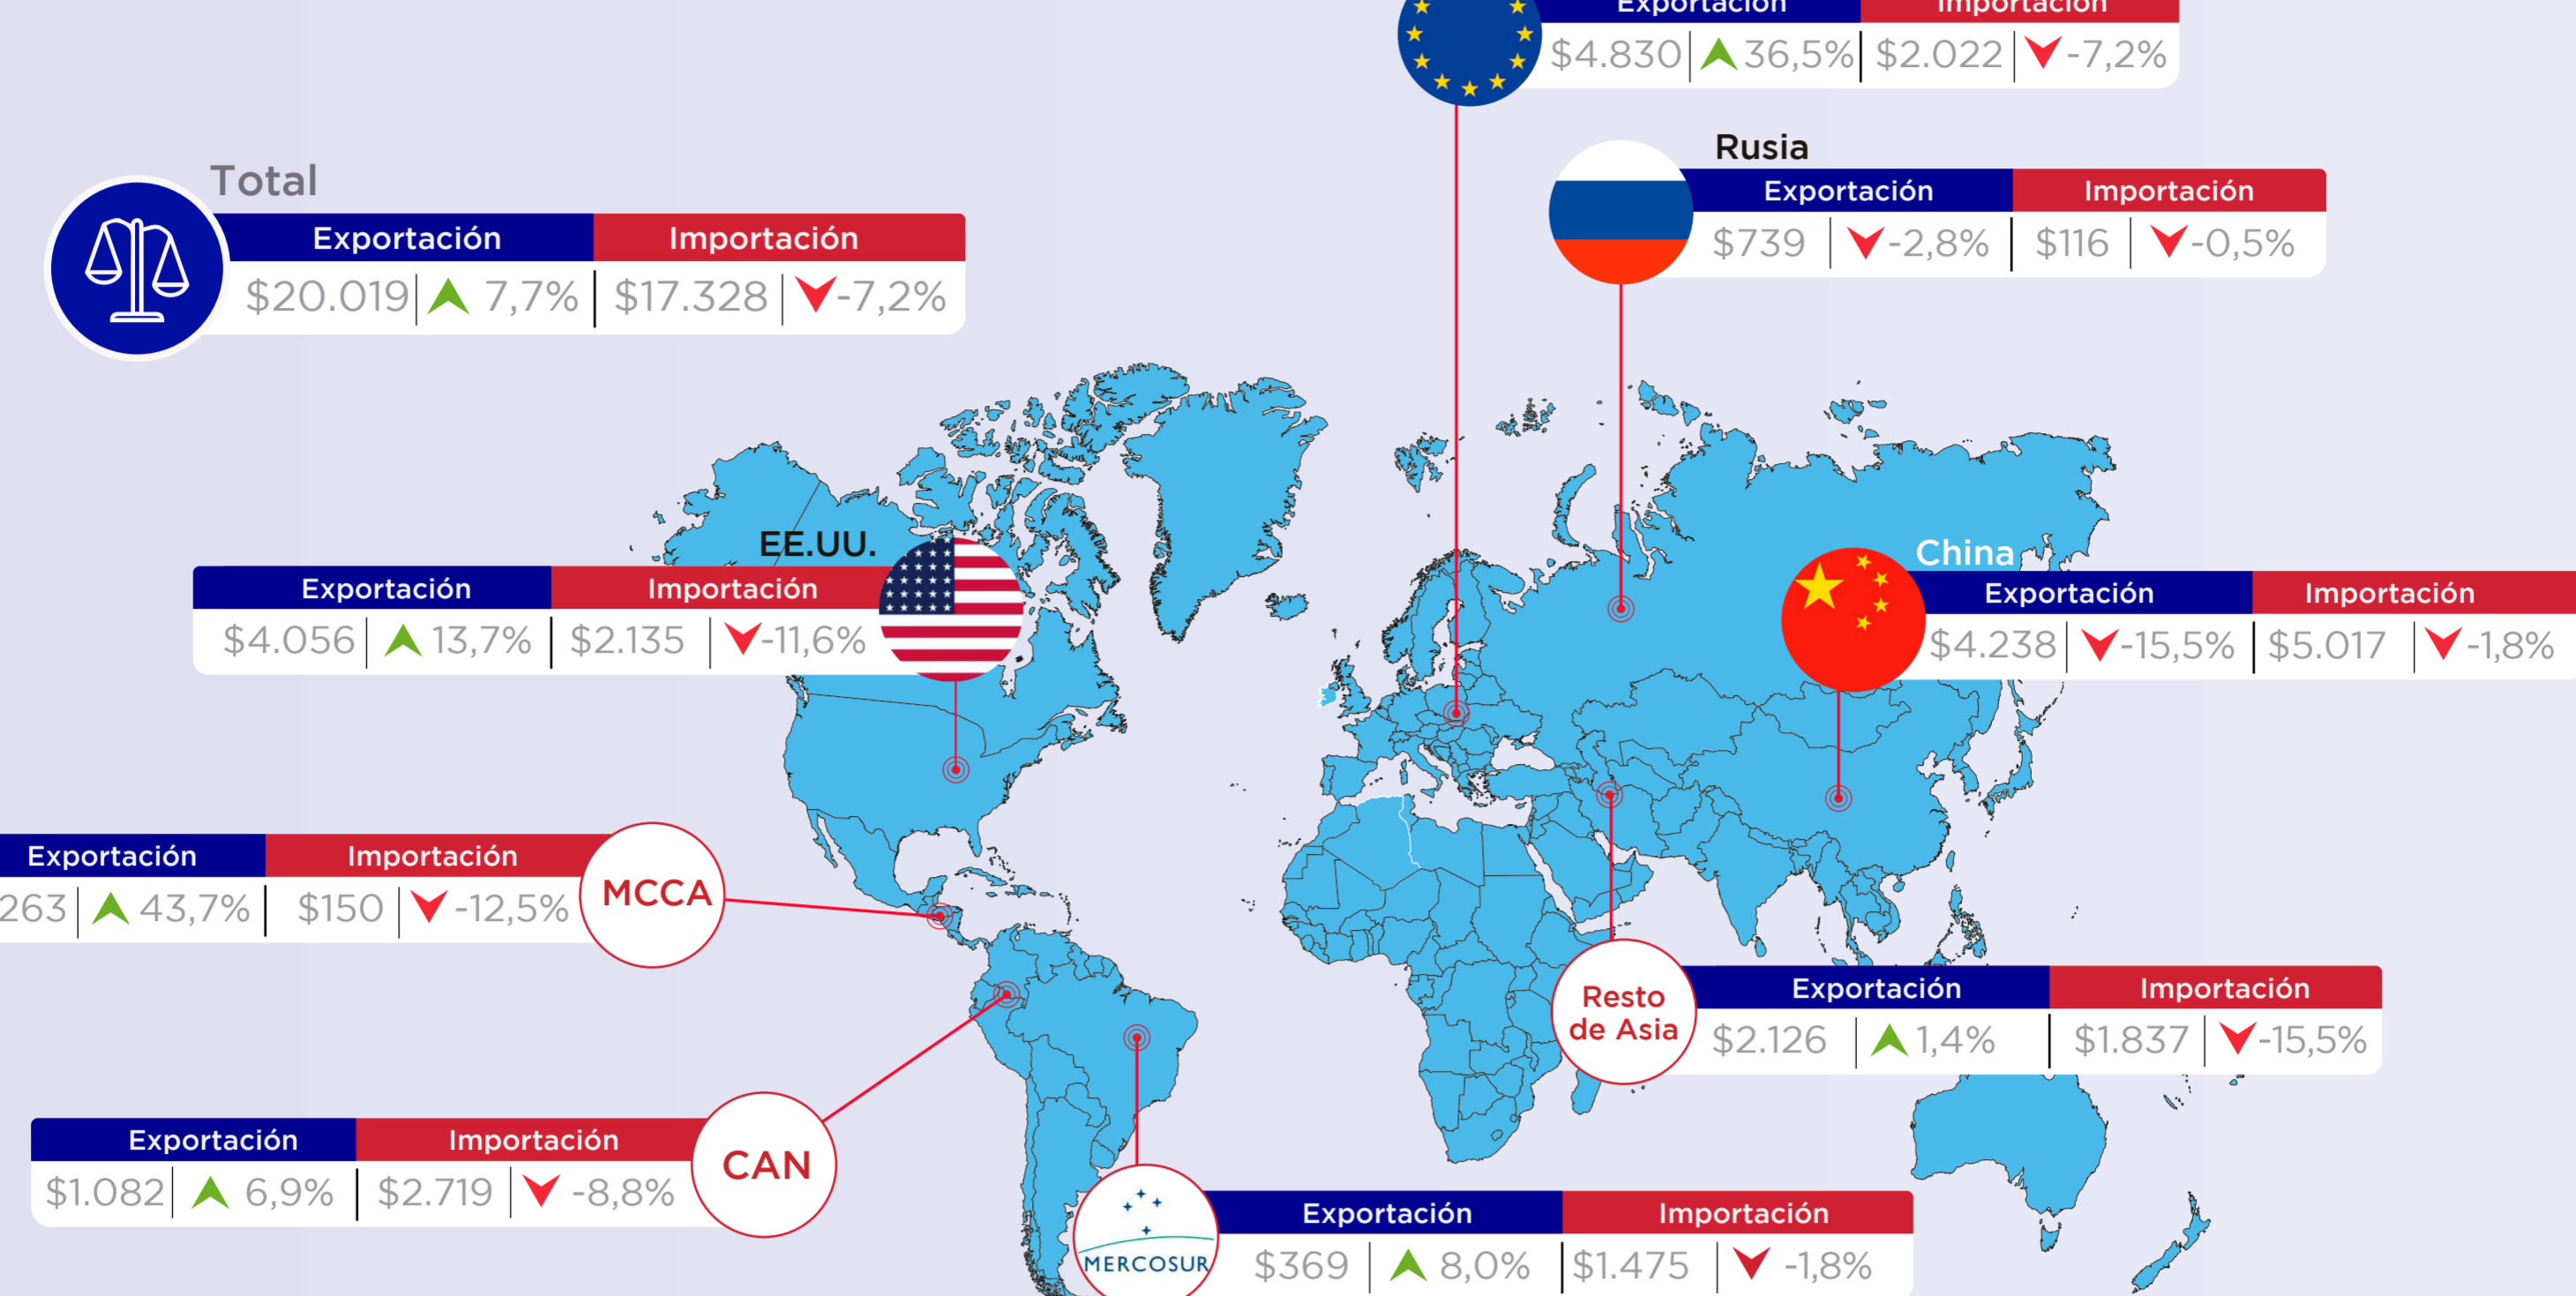 Exportación Importación
$4.830 36,5% $2.022 -7,2%
Rusia
Exportación Importación
$739 -2,8% $116 -0,5%
Total
Exportación Importación
$20.019 7,7% $17.328 -7,2%
EE.UU.
Exportación Importación
$4.056 13,7% $2.135 -11,6%
China
Exportación Importación
$4.238 -15,5% $5.017 -1,8%
Exportación Importación
263 43,7% $150 -12,5%
MCCA
Resto
de Asia
Exportación Importación
$2.126 1,4% $1.837 -15,5%
Exportación Importación
$1.082 6,9% $2.719 -8,8%
CAN
MERCOSUR
Exportación Importación
$369 8,0% $1.475 -1,8%